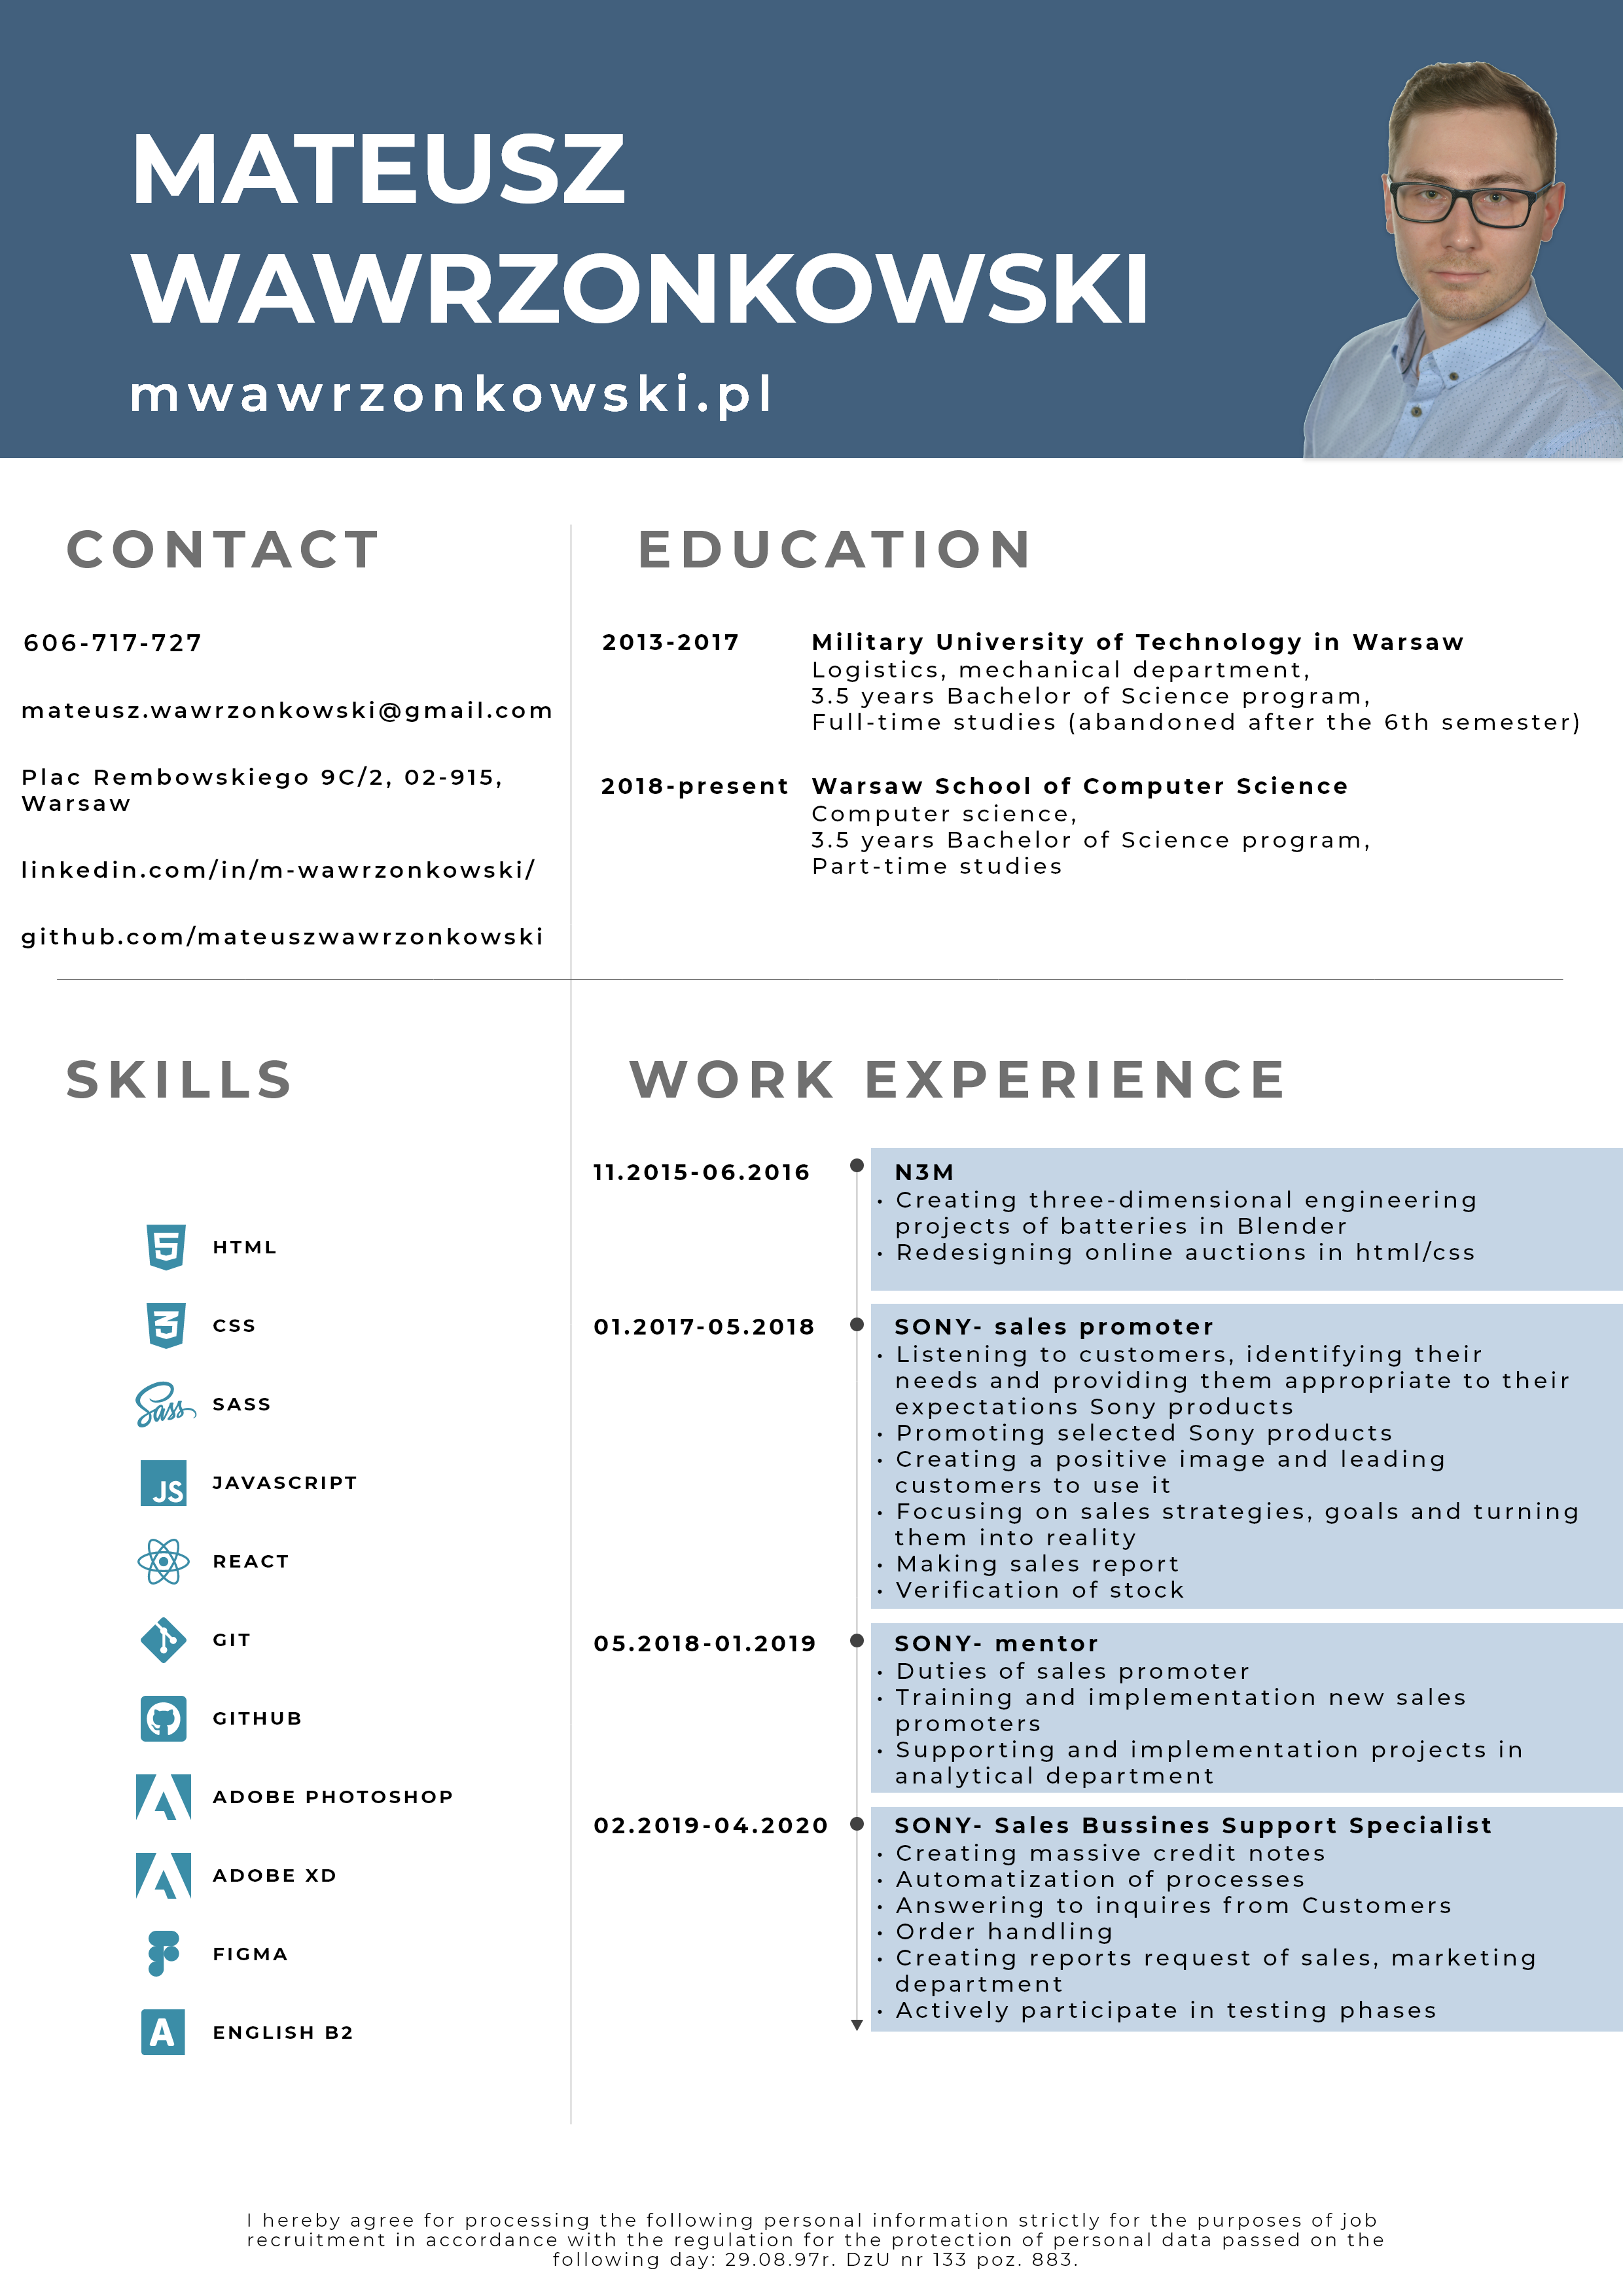 MATEUSZ
WAWRZONKOWSKI
mwawrzonkowski.pl
CONTACT
606-717-727
mateusz.wawrzonkowski@gmail.com
Plac Rembowskiego 9C/2, 02-915,
Warsaw
linkedin.com/in/m-wawrzonkowski/
github.com/mateuszwawrzonkowski
EDUCATION
2013-2017 Military University of Technology in Warsaw
Logistics, mechanical department,
3.5 years Bachelor of Science program,
Full-time studies (abandoned after the 6th semester)
2018-present Warsaw School of Computer Science
Computer science,
3.5 years Bachelor of Science program,
Part-time studies
SKILLS
5 HTML
3 CSS
Sass SASS
JS JAVASCRIPT
REACT
GIT
GITHUB
ADOBE PHOTOSHOP
ADOBE XD
FIGMA
A ENGLISH B2
WORK EXPERIENCE
11.2015-06.2016 N3M
• Creating three-dimensional engineering
projects of batteries in Blender
• Redesigning online auctions in html/css
01.2017-05.2018 SONY- sales promoter
• Listening to customers, identifying their
needs and providing them appropriate to their
expectations Sony products
• Promoting selected Sony products
• Creating a positive image and leading
customers to use it
• Focusing on sales strategies, goals and turning
them into reality
• Making sales report
• Verification of stock
05.2018-01.2019 SONY- mentor
• Duties of sales promoter
• Training and implementation new sales
promoters
• Supporting and implementation projects in
analytical department
02.2019-04.2020 SONY- Sales Bussines Support Specialist
• Creating massive credit notes
• Automatization of processes
• Answering to inquires from Customers
• Order handling
• Creating reports request of sales, marketing
department
• Actively participate in testing phases
I hereby agree for processing the following personal information strictly for the purposes of job
recruitment in accordance with the regulation for the protection of personal data passed on the
following day: 29.08.97r. DzU nr 133 poz. 883.